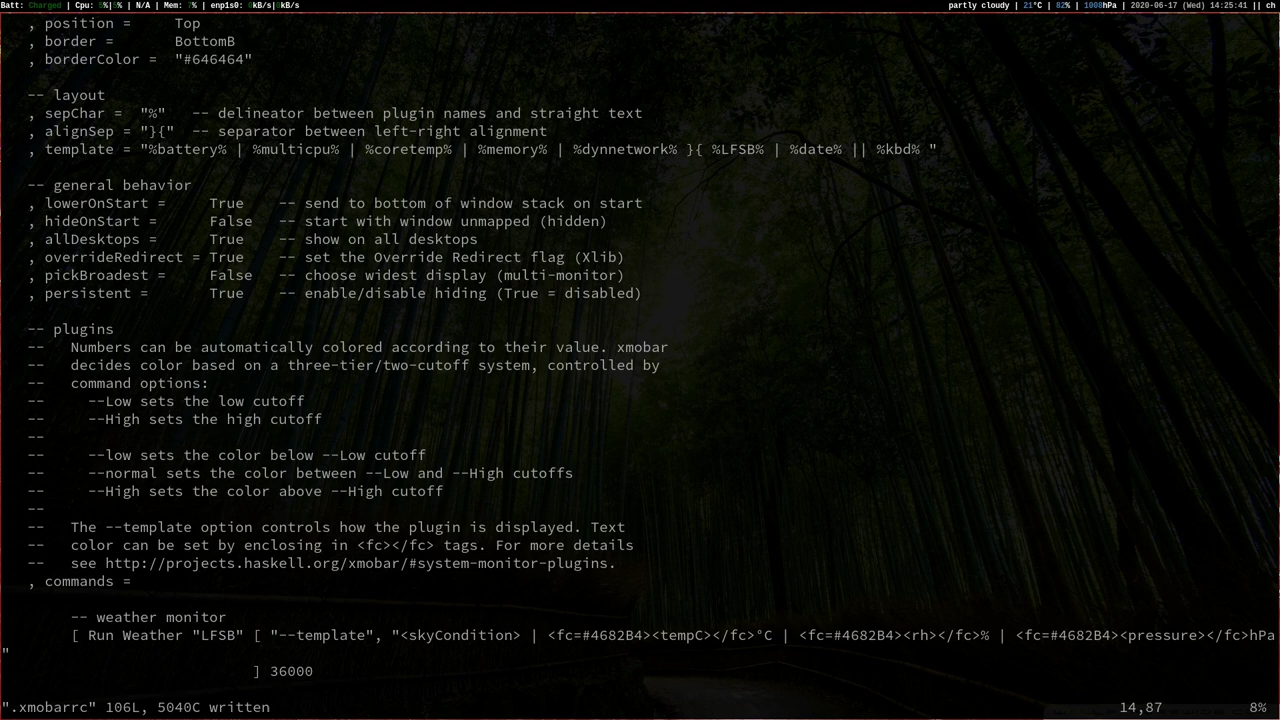 Batt: Charged | Cpu: 5%|5% | N/A | Mem: 7% | enp1s0: 0kB/s|0kB/s partly cloudy | 21°C | 82% | 1008hPa | 2020-06-17 (Wed) 14:25:41 || ch
, position =     Top
, border =       BottomB
, borderColor =  "#646464"
-- layout
, sepChar =  "%"   -- delineator between plugin names and straight text
, alignSep = "}{"  -- separator between left-right alignment
, template = "%battery% | %multicpu% | %coretemp% | %memory% | %dynnetwork% }{ %LFSB% | %date% || %kbd% "
-- general behavior
, lowerOnStart =     True    -- send to bottom of window stack on start
, hideOnStart =      False   -- start with window unmapped (hidden)
, allDesktops =      True    -- show on all desktops
, overrideRedirect = True    -- set the Override Redirect flag (Xlib)
, pickBroadest =     False   -- choose widest display (multi-monitor)
, persistent =       True    -- enable/disable hiding (True = disabled)
-- plugins
--   Numbers can be automatically colored according to their value. xmobar
--   decides color based on a three-tier/two-cutoff system, controlled by
--   command options:
--     --Low sets the low cutoff
--     --High sets the high cutoff
--
--     --low sets the color below --Low cutoff
--     --normal sets the color between --Low and --High cutoffs
--     --High sets the color above --High cutoff
--
--   The --template option controls how the plugin is displayed. Text
--   color can be set by enclosing in <fc></fc> tags. For more details
--   see http://projects.haskell.org/xmobar/#system-monitor-plugins.
, commands =
-- weather monitor
[ Run Weather "LFSB" [ "--template", "<skyCondition> | <fc=#4682B4><tempC></fc>°C | <fc=#4682B4><rh></fc>% | <fc=#4682B4><pressure></fc>hPa
"
] 36000
".xmobarrc" 106L, 5040C written 14,87 8%